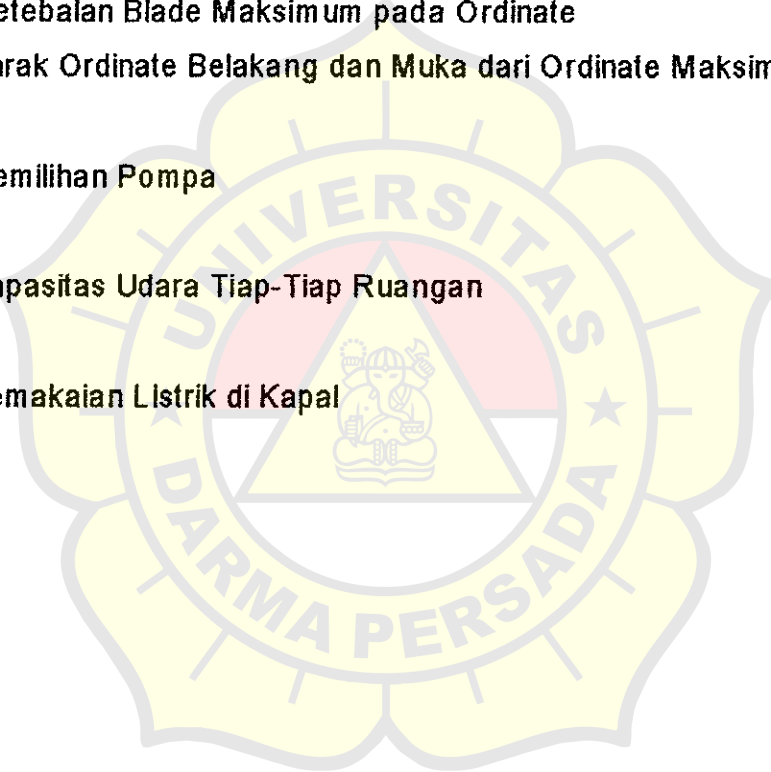 etebalan Blade Maksimum pada Ordinate
arak Ordinate Belakang dan Muka dari Ordinate Maksim
emilihan Pompa
apasitas Udara Tiap-Tiap Ruangan
emakaian Listrik di Kapal
UNIVERSITAS
DARMA PERSADA